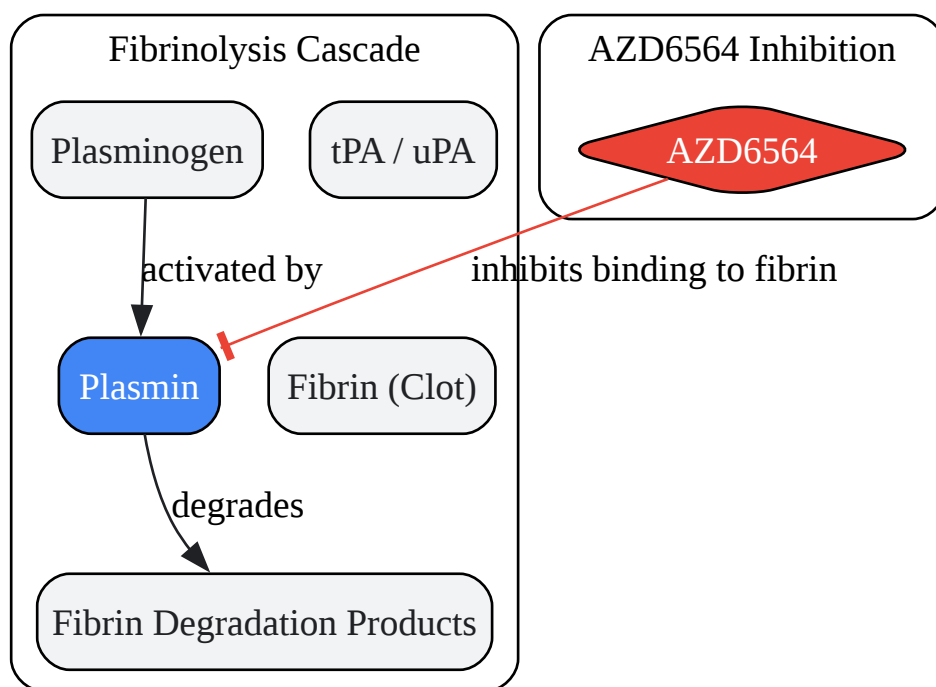 Fibrinolysis Cascade
AZD6564 Inhibition
Plasminogen
tPA / uPA
AZD6564
activated by
inhibits binding to fibrin
Plasmin
Fibrin (Clot)
degrades
Fibrin Degradation Products